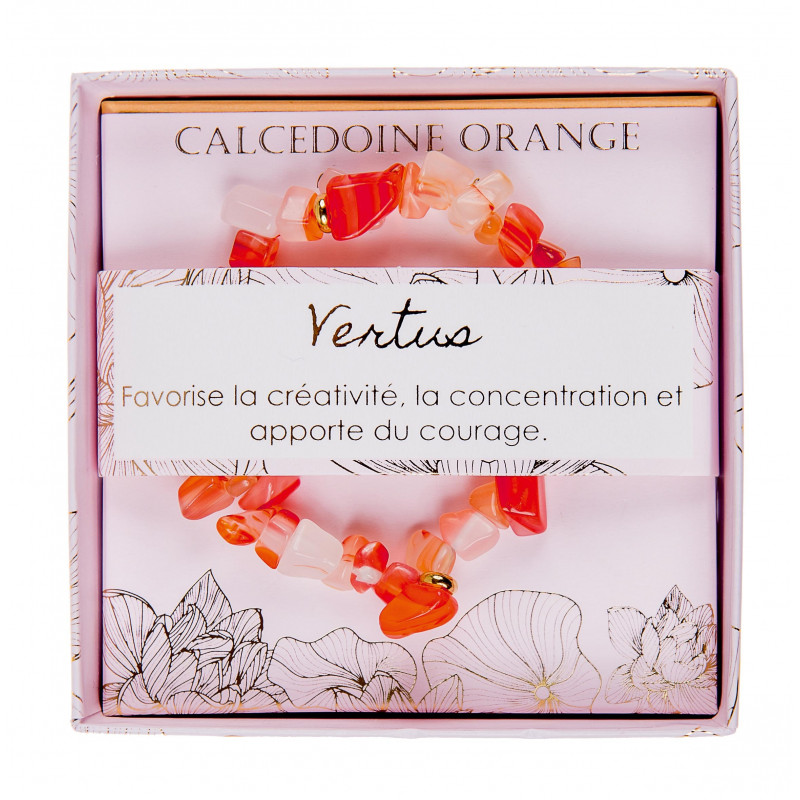 CALCEDOINE ORANGE
Vertus
Favorise la créativité, la concentration et
apporte du courage.